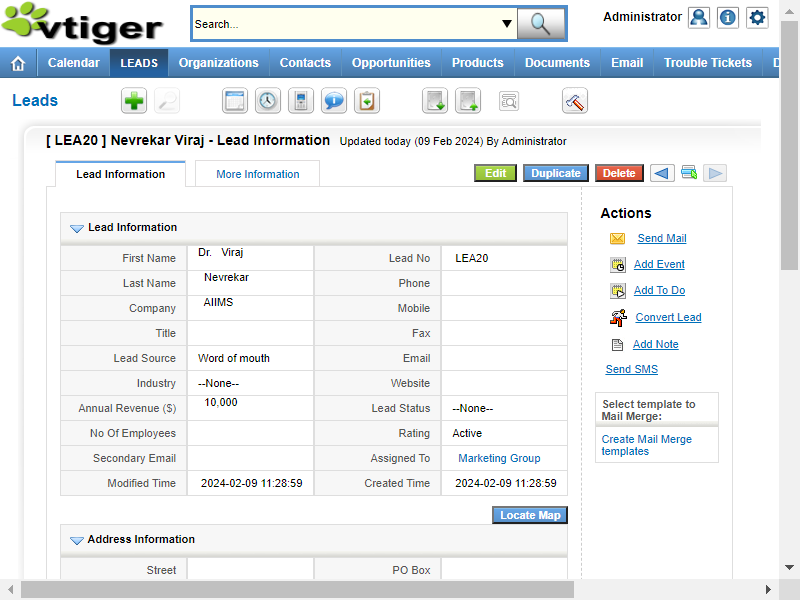 vtiger
Search...
Administrator
Calendar LEADS Organizations Contacts Opportunities Products Documents Email Trouble Tickets
Leads
[ LEA20 ] Nevrekar Viraj - Lead Information Updated today (09 Feb 2024) By Administrator
Lead Information More Information Edit Duplicate Delete
Lead Information
First Name Dr. Viraj Lead No LEA20
Last Name Nevrekar Phone
Company AIIMS Mobile
Title Fax
Lead Source Word of mouth Email
Industry --None-- Website
Annual Revenue ($) 10,000 Lead Status --None--
No Of Employees Rating Active
Secondary Email Assigned To Marketing Group
Modified Time 2024-02-09 11:28:59 Created Time 2024-02-09 11:28:59
Locate Map
Address Information
Street PO Box
Actions
Send Mail
Add Event
Add To Do
Convert Lead
Add Note
Send SMS
Select template to
Mail Merge:
Create Mail Merge
templates